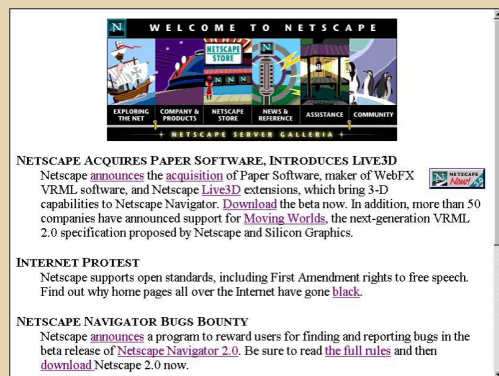 WELCOME TO NETSCAPE
NETSCAPE
STORE
EXPLORING
THE NET
COMPANY &
PRODUCTS
NETSCAPE
STORE
NEWS &
REFERENCE
ASSISTANCE
COMMUNITY
NETSCAPE SERVER GALLERIA
NETSCAPE ACQUIRES PAPER SOFTWARE, INTRODUCES LIVE3D
Netscape announces the acquisition of Paper Software, maker of WebFX
VRML software, and Netscape Live3D extensions, which bring 3-D
capabilities to Netscape Navigator. Download the beta now. In addition, more than 50
companies have announced support for Moving Worlds, the next-generation VRML
2.0 specification proposed by Netscape and Silicon Graphics.
NETSCAPE
Now!
INTERNET PROTEST
Netscape supports open standards, including First Amendment rights to free speech.
Find out why home pages all over the Internet have gone black.
NETSCAPE NAVIGATOR BUGS BOUNTY
Netscape announces a program to reward users for finding and reporting bugs in the
beta release of Netscape Navigator 2.0. Be sure to read the full rules and then
download Netscape 2.0 now.